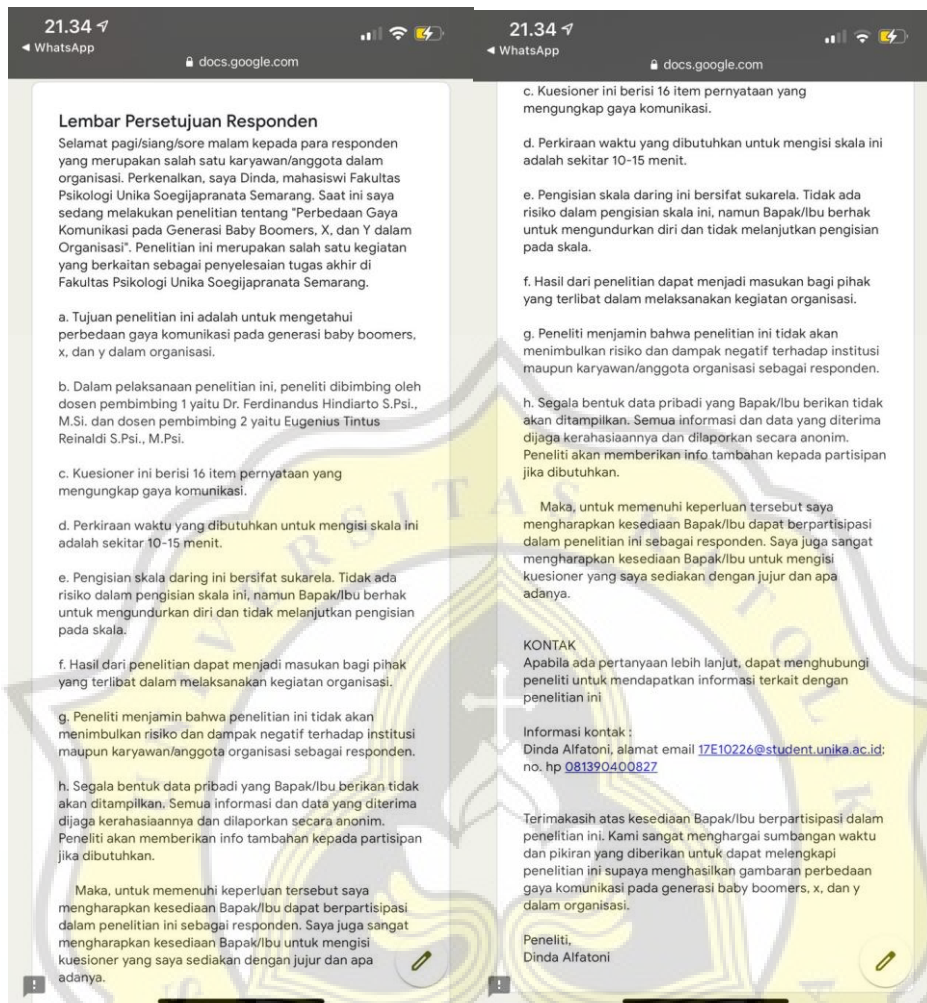 21.34
WhatsApp
docs.google.com
Lembar Persetujuan Responden
Selamat pagi/siang/sore malam kepada para responden
yang merupakan salah satu karyawan/anggota dalam
organisasi. Perkenalkan, saya Dinda, mahasiswi Fakultas
Psikologi Unika Soegijapranata Semarang. Saat ini saya
sedang melakukan penelitian tentang "Perbedaan Gaya
Komunikasi pada Generasi Baby Boomers, X, dan Y dalam
Organisasi". Penelitian ini merupakan salah satu kegiatan
yang berkaitan sebagai penyelesaian tugas akhir di
Fakultas Psikologi Unika Soegijapranata Semarang.
a. Tujuan penelitian ini adalah untuk mengetahui
perbedaan gaya komunikasi pada generasi baby boomers,
x, dan y dalam organisasi.
b. Dalam pelaksanaan penelitian ini, peneliti dibimbing oleh
dosen pembimbing 1 yaitu Dr. Ferdinandus Hindiarto S.Psi.,
M.Si. dan dosen pembimbing 2 yaitu Eugenius Tintus
Reinaldi S.Psi., M.Psi.
c. Kuesioner ini berisi 16 item pernyataan yang
mengungkap gaya komunikasi.
d. Perkiraan waktu yang dibutuhkan untuk mengisi skala ini
adalah sekitar 10-15 menit.
e. Pengisian skala daring ini bersifat sukarela. Tidak ada
risiko dalam pengisian skala ini, namun Bapak/Ibu berhak
untuk mengundurkan diri dan tidak melanjutkan pengisian
pada skala.
f. Hasil dari penelitian dapat menjadi masukan bagi pihak
yang terlibat dalam melaksanakan kegiatan organisasi.
g. Peneliti menjamin bahwa penelitian ini tidak akan
menimbulkan risiko dan dampak negatif terhadap institusi
maupun karyawan/anggota organisasi sebagai responden.
h. Segala bentuk data pribadi yang Bapak/Ibu berikan tidak
akan ditampilkan. Semua informasi dan data yang diterima
dijaga kerahasiaannya dan dilaporkan secara anonim.
Peneliti akan memberikan info tambahan kepada partisipan
jika dibutuhkan.
Maka, untuk memenuhi keperluan tersebut saya
mengharapkan kesediaan Bapak/Ibu dapat berpartisipasi
dalam penelitian ini sebagai responden. Saya juga sangat
mengharapkan kesediaan Bapak/Ibu untuk mengisi
kuesioner yang saya sediakan dengan jujur dan apa
adanya.
21.34
WhatsApp
docs.google.com
c. Kuesioner ini berisi 16 item pernyataan yang
mengungkap gaya komunikasi.
d. Perkiraan waktu yang dibutuhkan untuk mengisi skala ini
adalah sekitar 10-15 menit.
e. Pengisian skala daring ini bersifat sukarela. Tidak ada
risiko dalam pengisian skala ini, namun Bapak/Ibu berhak
untuk mengundurkan diri dan tidak melanjutkan pengisian
pada skala.
f. Hasil dari penelitian dapat menjadi masukan bagi pihak
yang terlibat dalam melaksanakan kegiatan organisasi.
g. Peneliti menjamin bahwa penelitian ini tidak akan
menimbulkan risiko dan dampak negatif terhadap institusi
maupun karyawan/anggota organisasi sebagai responden.
h. Segala bentuk data pribadi yang Bapak/Ibu berikan tidak
akan ditampilkan. Semua informasi dan data yang diterima
dijaga kerahasiaannya dan dilaporkan secara anonim.
Peneliti akan memberikan info tambahan kepada partisipan
jika dibutuhkan.
Maka, untuk memenuhi keperluan tersebut saya
mengharapkan kesediaan Bapak/Ibu dapat berpartisipasi
dalam penelitian ini sebagai responden. Saya juga sangat
mengharapkan kesediaan Bapak/Ibu untuk mengisi
kuesioner yang saya sediakan dengan jujur dan apa
adanya.
KONTAK
Apabila ada pertanyaan lebih lanjut, dapat menghubungi
peneliti untuk mendapatkan informasi terkait dengan
penelitian ini
Informasi kontak :
Dinda Alfatoni, alamat email 17E10226@student.unika.ac.id;
no. hp 081390400827
Terimakasih atas kesediaan Bapak/Ibu berpartisipasi dalam
penelitian ini. Kami sangat menghargai sumbangan waktu
dan pikiran yang diberikan untuk dapat melengkapi
penelitian ini supaya menghasilkan gambaran perbedaan
gaya komunikasi pada generasi baby boomers, x, dan y
dalam organisasi.
Peneliti,
Dinda Alfatoni